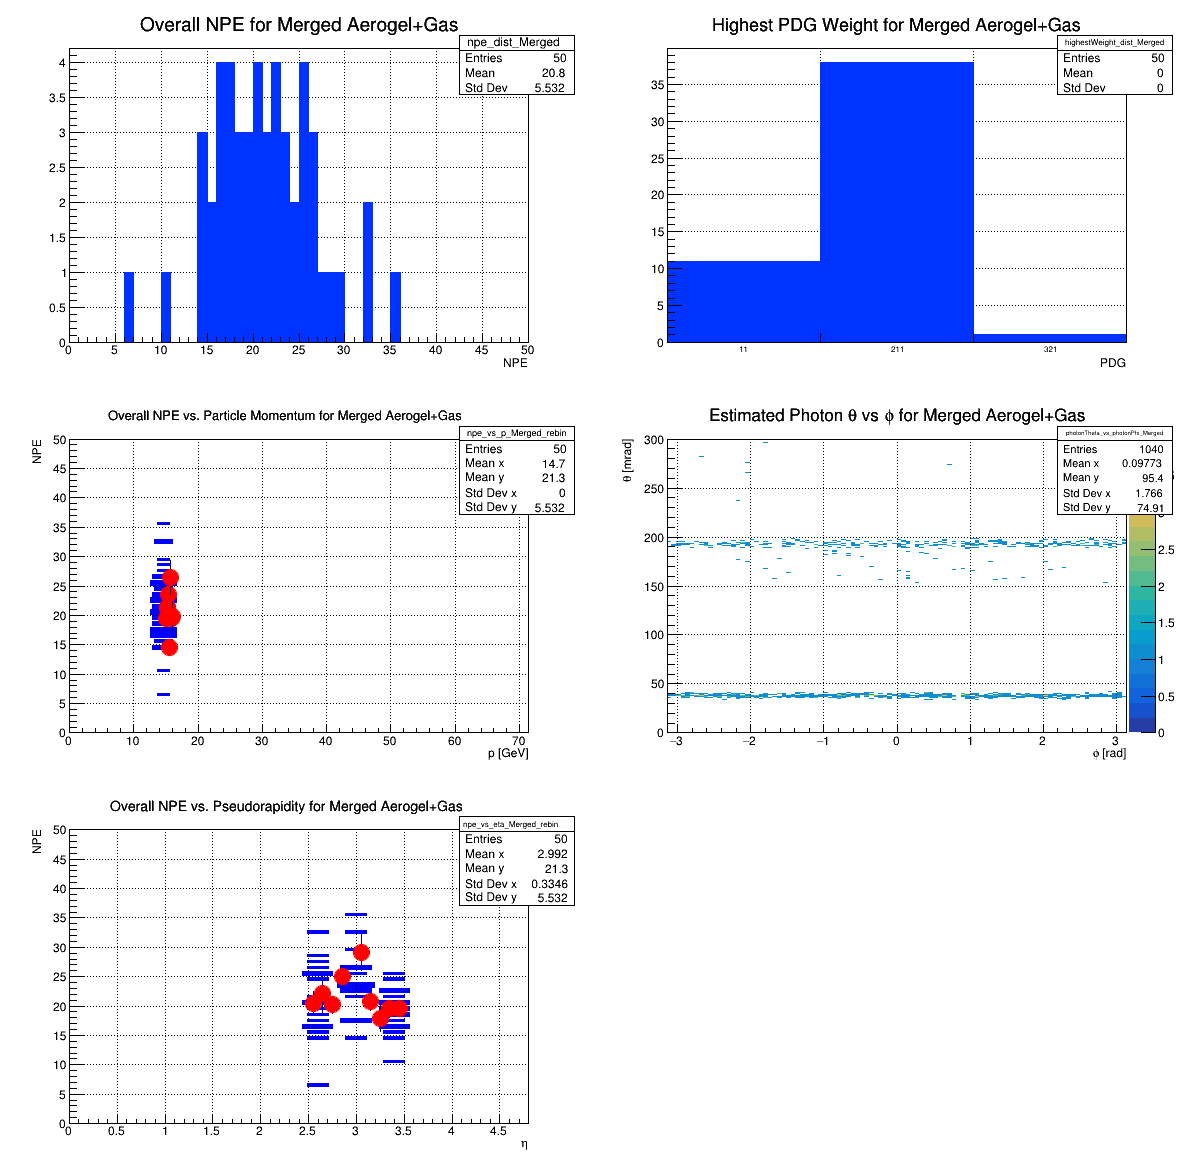 Overall NPE for Merged Aerogel+Gas
npe_dist_Merged
Entries 50
Mean 20.8
Std Dev 5.532
4
3.5
3
2.5
2
1.5
1
0.5
0
0 5 10 15 20 25 30 35 40 45 50
NPE
Highest PDG Weight for Merged Aerogel+Gas
highestWeight_dist_Merged
Entries 50
Mean 0
Std Dev 0
35
30
25
20
15
10
5
0
11 211 321
PDG
Overall NPE vs. Particle Momentum for Merged Aerogel+Gas
npe_vs_p_Merged_rebin
Entries 50
Mean x 14.7
Mean y 21.3
Std Dev x 0
Std Dev y 5.532
NPE
50
45
40
35
30
25
20
15
10
5
0
0 10 20 30 40 50 60 70
p [GeV]
Estimated Photon θ vs ϕ for Merged Aerogel+Gas
photonTheta_vs_photonPhi_Merged
Entries 1040
Mean x 0.09773
Mean y 95.4
Std Dev x 1.766
Std Dev y 74.91
θ [mrad]
300
250
200
150
100
50
0
−3 −2 −1 0 1 2 3
ϕ [rad]
2.5
2
1.5
1
0.5
0
Overall NPE vs. Pseudorapidity for Merged Aerogel+Gas
npe_vs_eta_Merged_rebin
Entries 50
Mean x 2.992
Mean y 21.3
Std Dev x 0.3346
Std Dev y 5.532
NPE
50
45
40
35
30
25
20
15
10
5
0
0 0.5 1 1.5 2 2.5 3 3.5 4 4.5
η